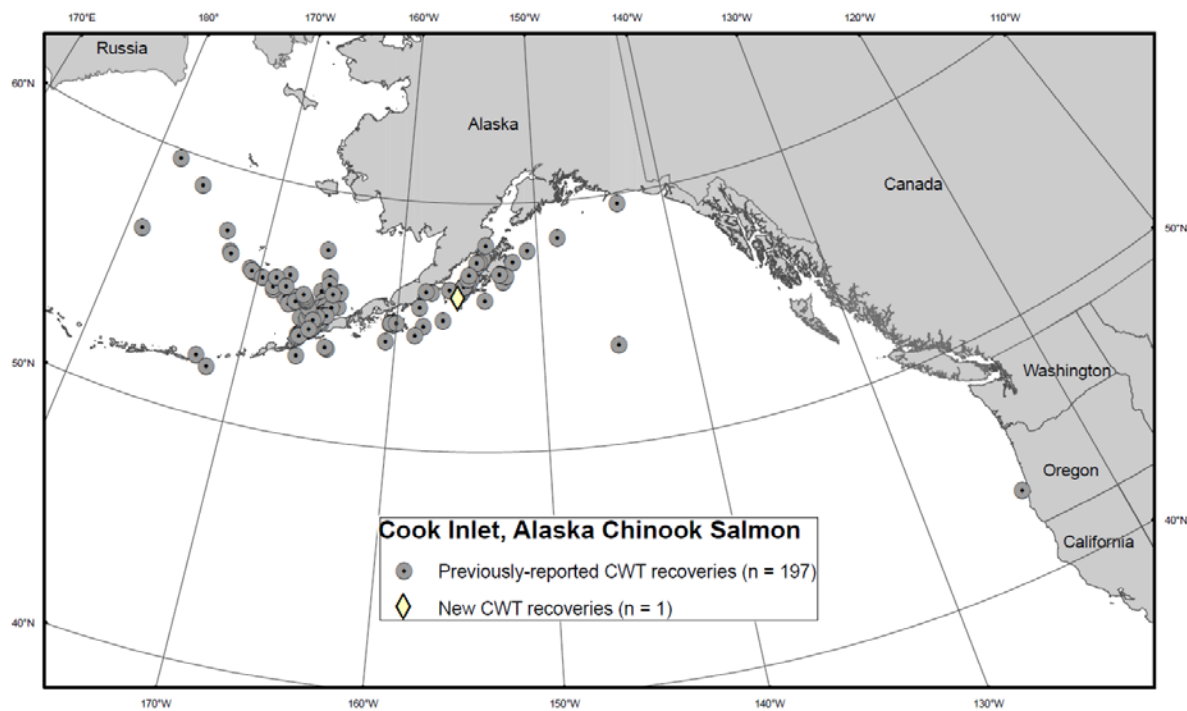 170°E 180° 170°W 160°W 150°W 140°W 120°W 110°W
Russia
60°N
Alaska
Canada
50°N
50°N
Washington
Oregon
40°N
California
Cook Inlet, Alaska Chinook Salmon
Previously-reported CWT recoveries (n = 197)
New CWT recoveries (n = 1)
40°N
170°W 160°W 150°W 140°W 130°W